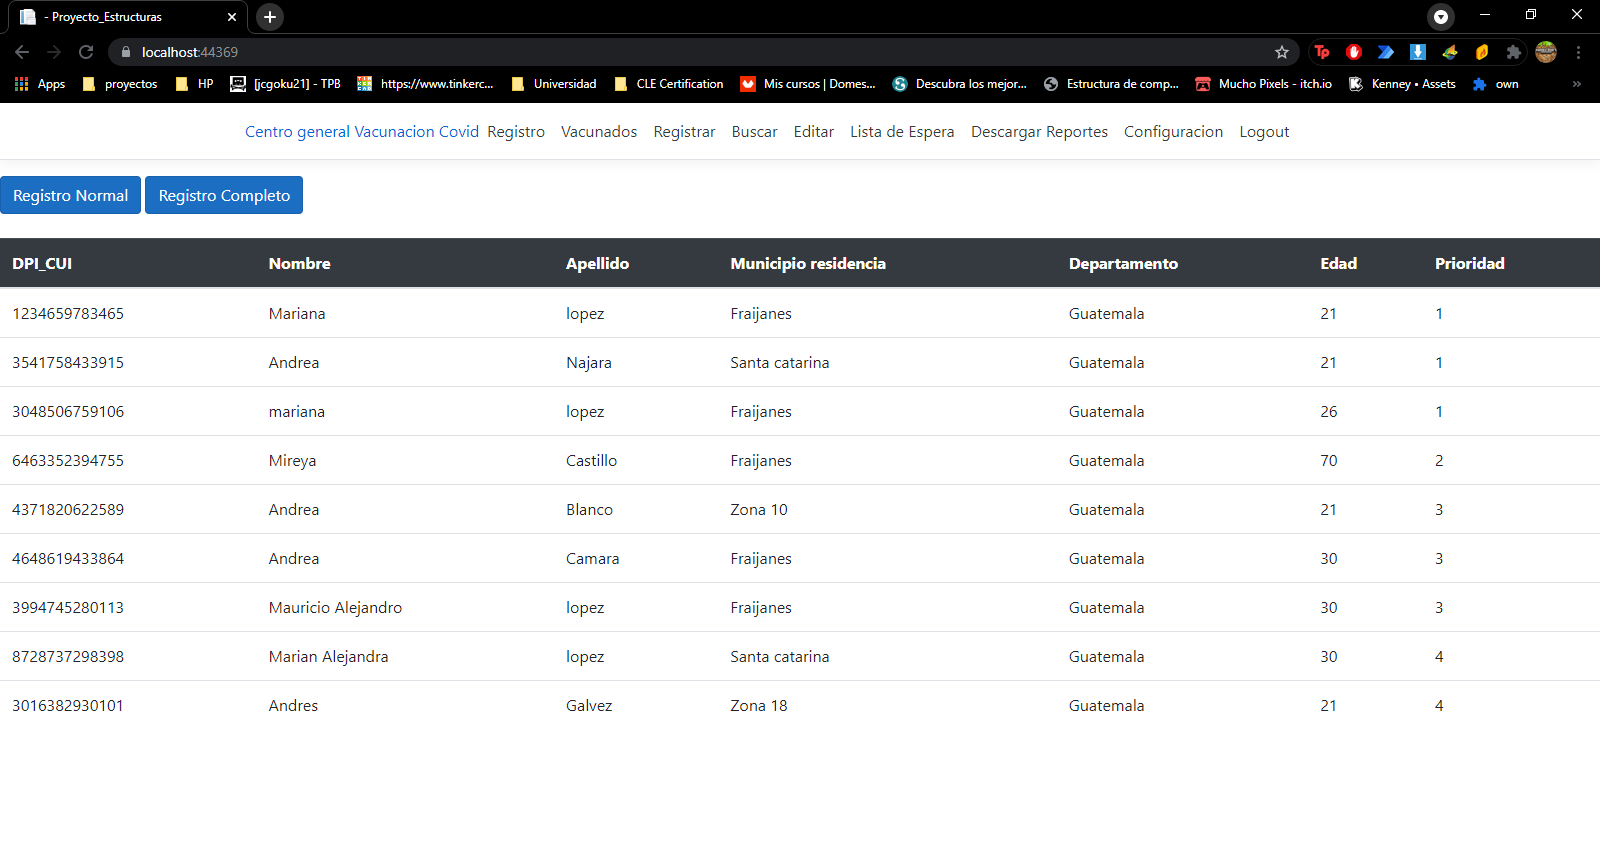 - Proyecto_Estructuras
localhost:44369
Apps proyectos HP [jcgoku21] - TPB https://www.tinkerc... Universidad CLE Certification Mis cursos | Domes... Descubra los mejor... Estructura de comp... Mucho Pixels - itch.io Kenney • Assets own »
Centro general Vacunacion Covid Registro Vacunados Registrar Buscar Editar Lista de Espera Descargar Reportes Configuracion Logout
Registro Normal Registro Completo
DPI_CUI Nombre Apellido Municipio residencia Departamento Edad Prioridad
1234659783465 Mariana lopez Fraijanes Guatemala 21 1
3541758433915 Andrea Najara Santa catarina Guatemala 21 1
3048506759106 mariana lopez Fraijanes Guatemala 26 1
6463352394755 Mireya Castillo Fraijanes Guatemala 70 2
4371820622589 Andrea Blanco Zona 10 Guatemala 21 3
4648619433864 Andrea Camara Fraijanes Guatemala 30 3
3994745280113 Mauricio Alejandro lopez Fraijanes Guatemala 30 3
8728737298398 Marian Alejandra lopez Santa catarina Guatemala 30 4
3016382930101 Andres Galvez Zona 18 Guatemala 21 4